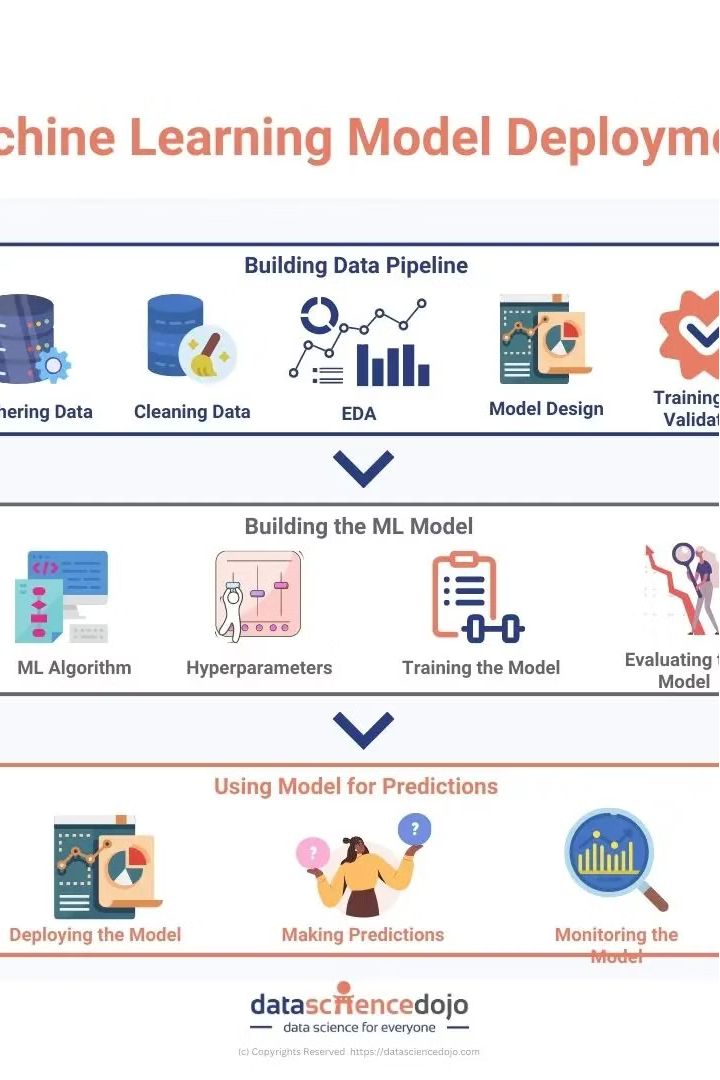 chine Learning Model Deployme
Building Data Pipeline
hering Data
Cleaning Data
EDA
Model Design
Training
Validat
Building the ML Model
</>
ML Algorithm
Hyperparameters
Training the Model
Evaluating t
Model
Using Model for Predictions
? ?
Deploying the Model
Making Predictions
Monitoring the
Model
datasciencedojo
data science for everyone
(c) Copyrights Reserved. https://datasciencedojo.com